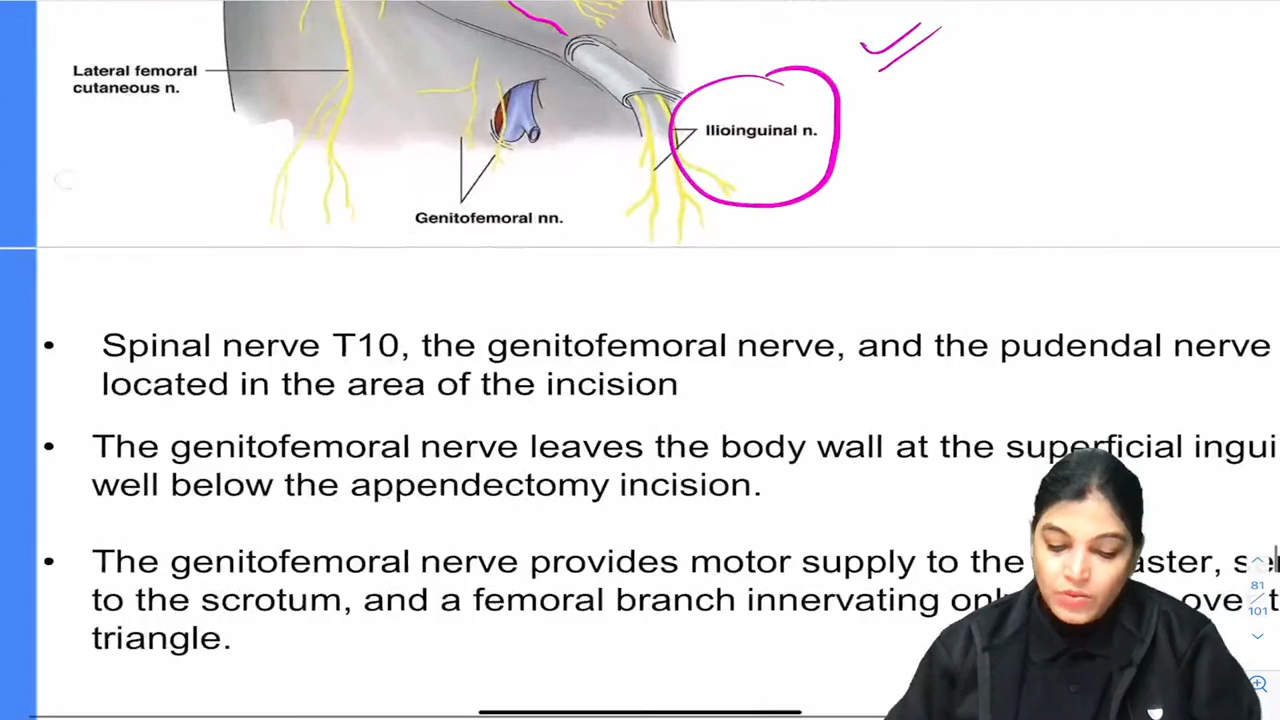 Lateral femoral
cutaneous n.
Ilioinguinal n.
Genitofemoral nn.
• Spinal nerve T10, the genitofemoral nerve, and the pudendal nerve
located in the area of the incision
• The genitofemoral nerve leaves the body wall at the superficial
well below the appendectomy incision.
• The genitofemoral nerve provides motor supply to the
to the scrotum, and a femoral branch innervating
triangle.
81
101